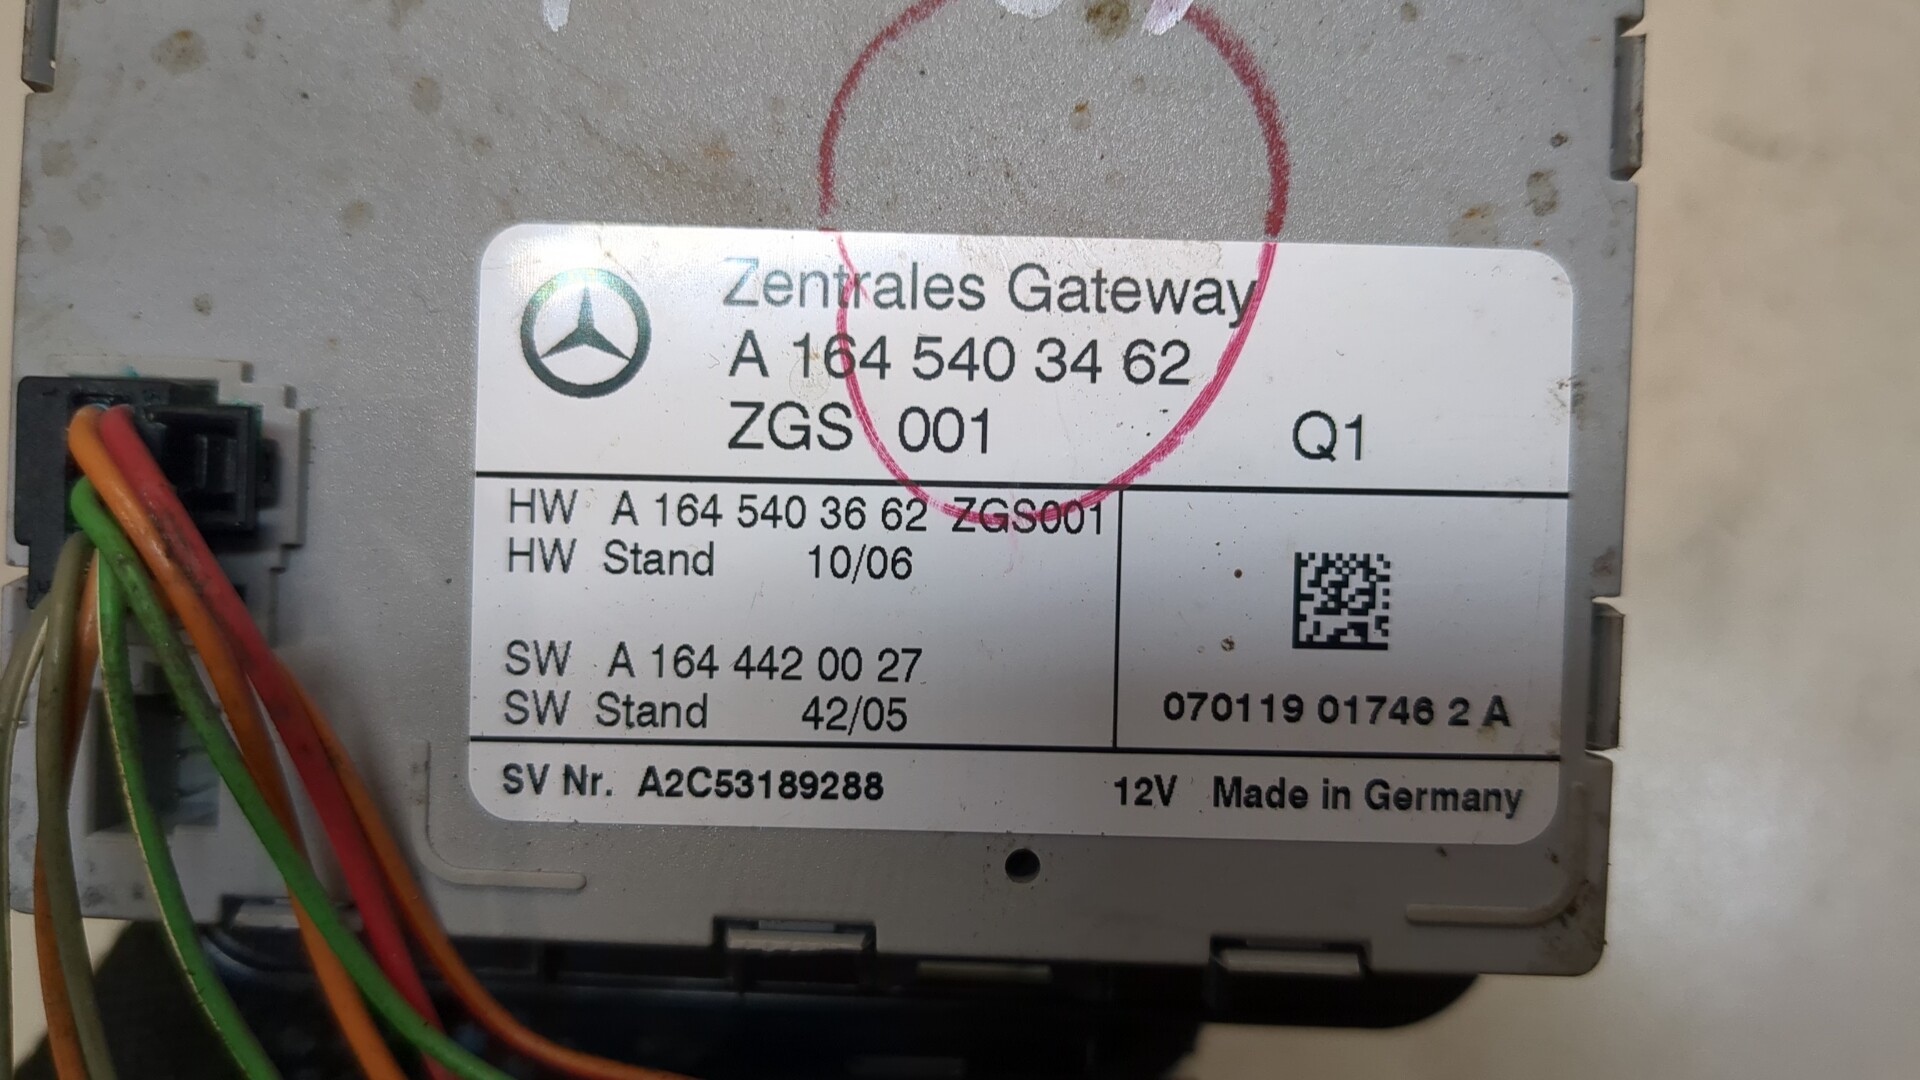 Zentrales Gateway
A 164 540 34 62
ZGS 001 Q1
HW A 164 540 36 62 ZGS001
HW Stand 10/06
SW A 164 442 00 27
SW Stand 42/05
070119 01746 2 A
SV Nr. A2C53189288 12V Made in Germany